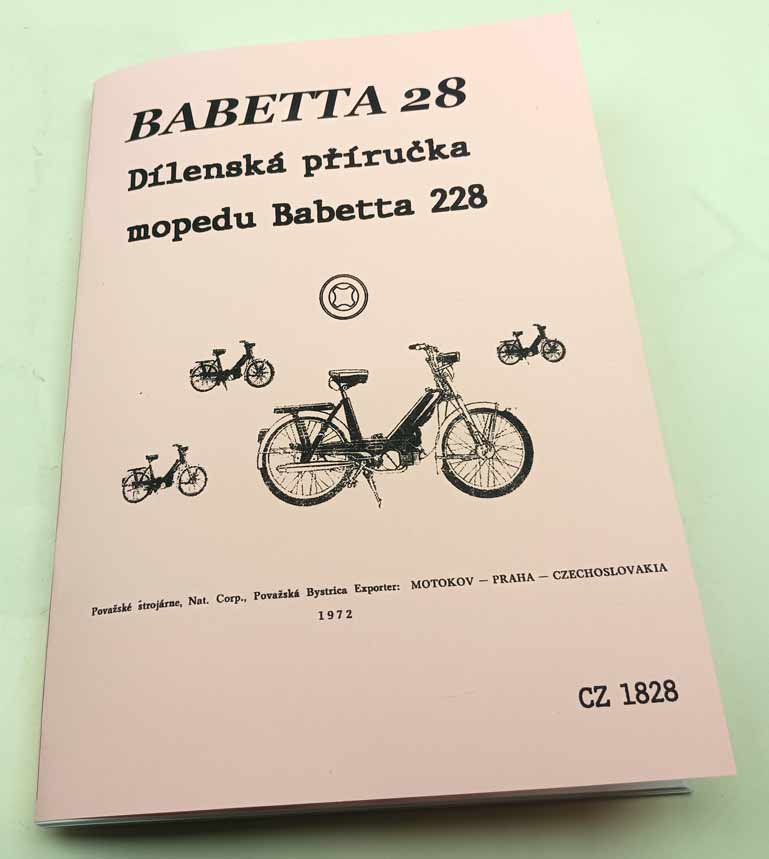 BABETTA 28
Dílenská příručka
mopedu Babetta 228
Považské strojárne, Nat. Corp., Považská Bystrica Exporter: MOTOKOV — PRAHA — CZECHOSLOVAKIA
1972
CZ 1828